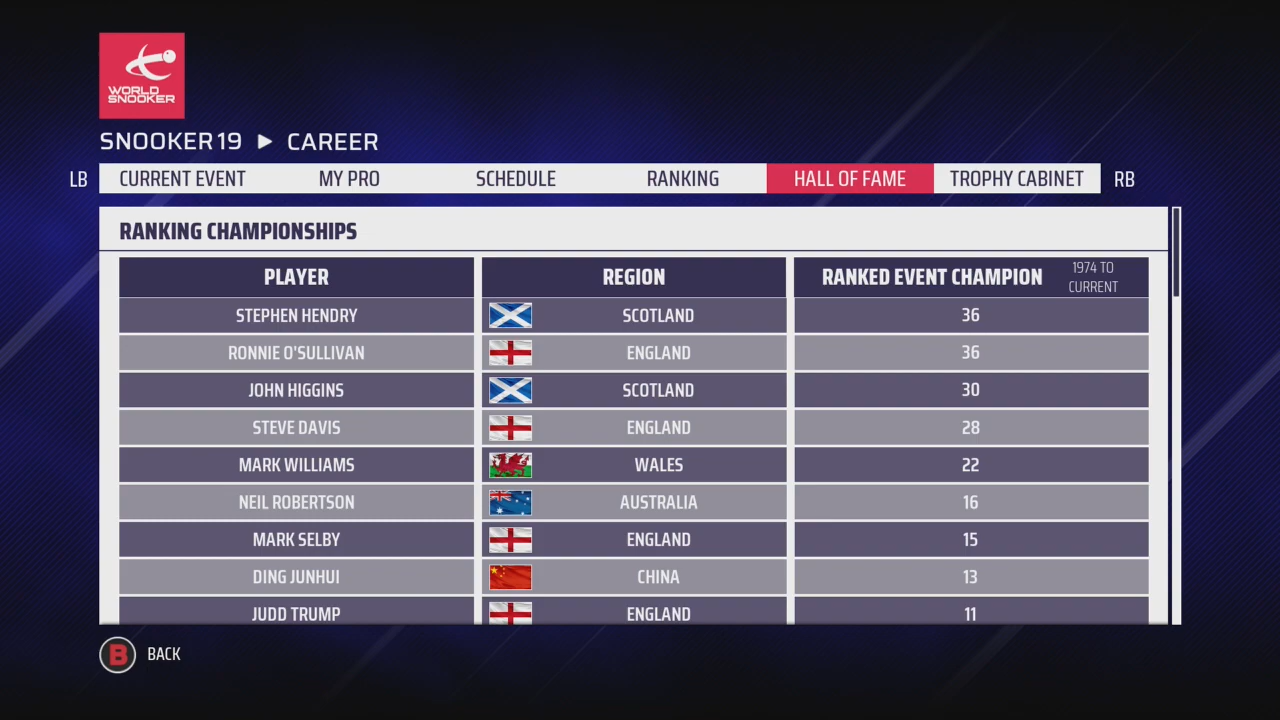 WORLD
SNOOKER
SNOOKER 19 ▶ CAREER
LB CURRENT EVENT MY PRO SCHEDULE RANKING HALL OF FAME TROPHY CABINET RB
RANKING CHAMPIONSHIPS
PLAYER REGION RANKED EVENT CHAMPION 1974 TO CURRENT
STEPHEN HENDRY SCOTLAND 36
RONNIE O'SULLIVAN ENGLAND 36
JOHN HIGGINS SCOTLAND 30
STEVE DAVIS ENGLAND 28
MARK WILLIAMS WALES 22
NEIL ROBERTSON AUSTRALIA 16
MARK SELBY ENGLAND 15
DING JUNHUI CHINA 13
JUDD TRUMP ENGLAND 11
B BACK